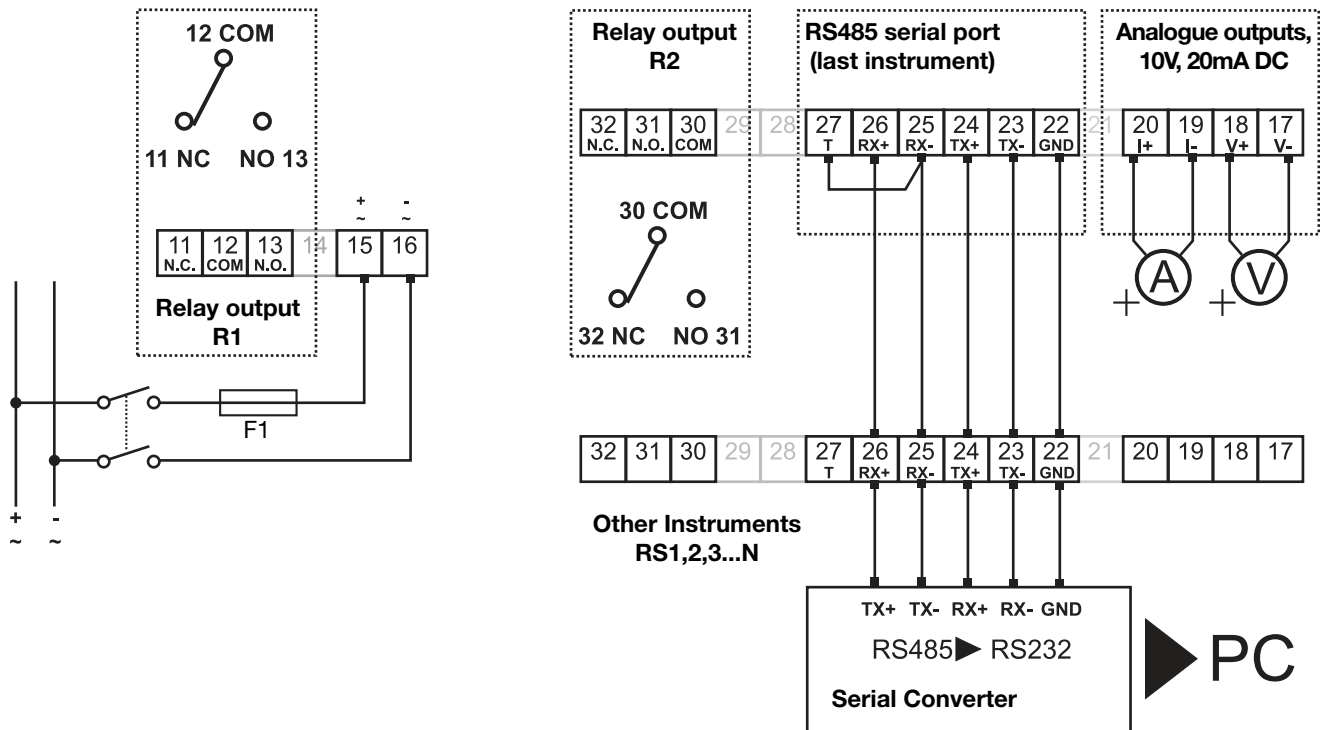 12 COM
11 NC NO 13
+ -
~ ~
11 12 13 14 15 16
N.C. COM N.O.
Relay output
R1
F1
+ -
~ ~
Relay output
R2
RS485 serial port
(last instrument)
Analogue outputs,
10V, 20mA DC
32 31 30 29 28 27 26 25 24 23 22 21 20 19 18 17
N.C. N.O. COM T RX+ RX- TX+ TX- GND I+ I- V+ V-
30 COM
32 NC NO 31
A V
+ +
32 31 30 29 28 27 26 25 24 23 22 21 20 19 18 17
T RX+ RX- TX+ TX- GND
Other Instruments
RS1,2,3...N
TX+ TX- RX+ RX- GND
RS485▶ RS232
Serial Converter
PC